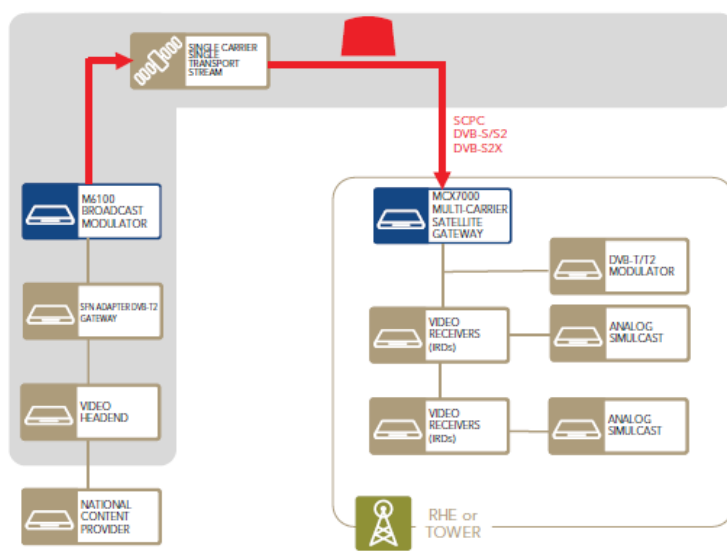 SINGLE CARRIER
SINGLE
TRANSPORT
STREAM
SCPC
DVB-S/S2
DVB-S2X
M6100
BROADCAST
MODULATOR
MCX7000
MULTI-CARRIER
SATELLITE
GATEWAY
DVB-T/T2
MODULATOR
SFN ADAPTER DVB-T2
GATEWAY
VIDEO
RECEIVERS
(IRDs)
ANALOG
SIMULCAST
VIDEO
HEADEND
VIDEO
RECEIVERS
(IRDs)
ANALOG
SIMULCAST
NATIONAL
CONTENT
PROVIDER
RHE or
TOWER